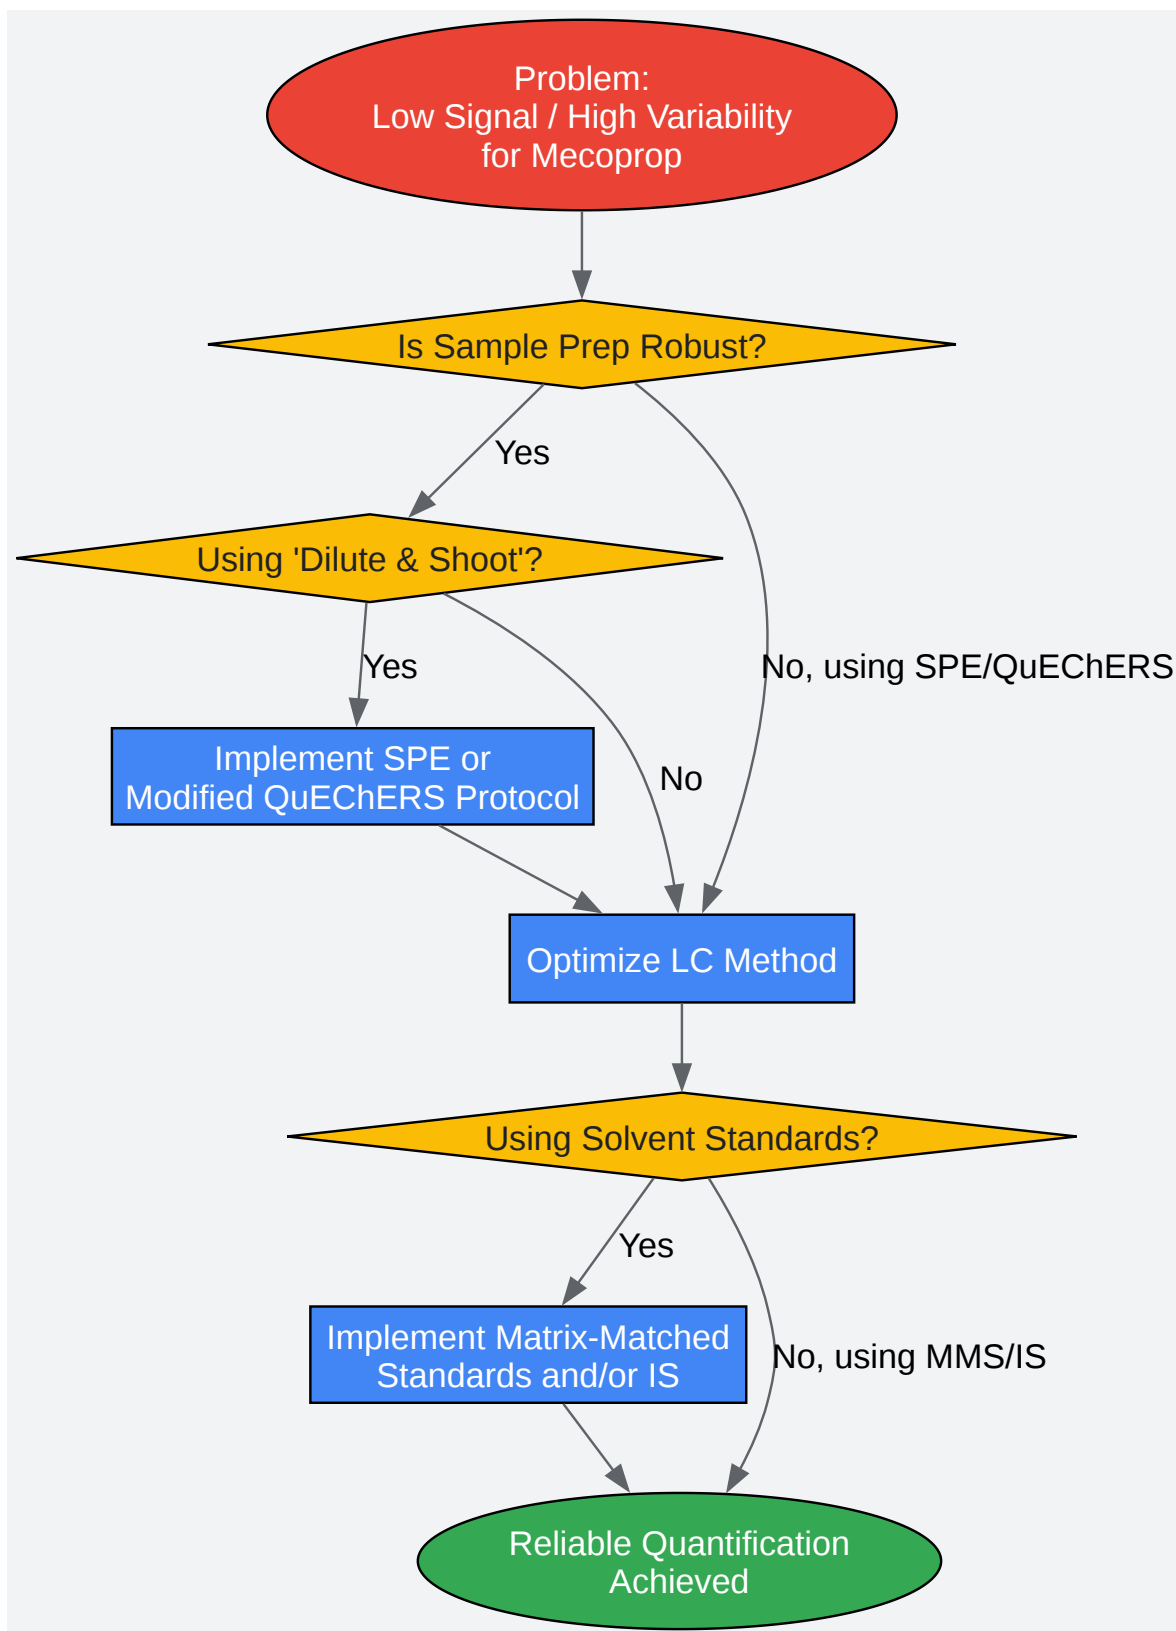 Problem:
Low Signal / High Variability
for Mecoprop
Is Sample Prep Robust?
Yes
Using 'Dilute & Shoot'?
Yes
No, using SPE/QuEChERS
Implement SPE or
Modified QuEChERS Protocol
No
Optimize LC Method
Using Solvent Standards?
Yes
Implement Matrix-Matched
Standards and/or IS
No, using MMS/IS
Reliable Quantification
Achieved